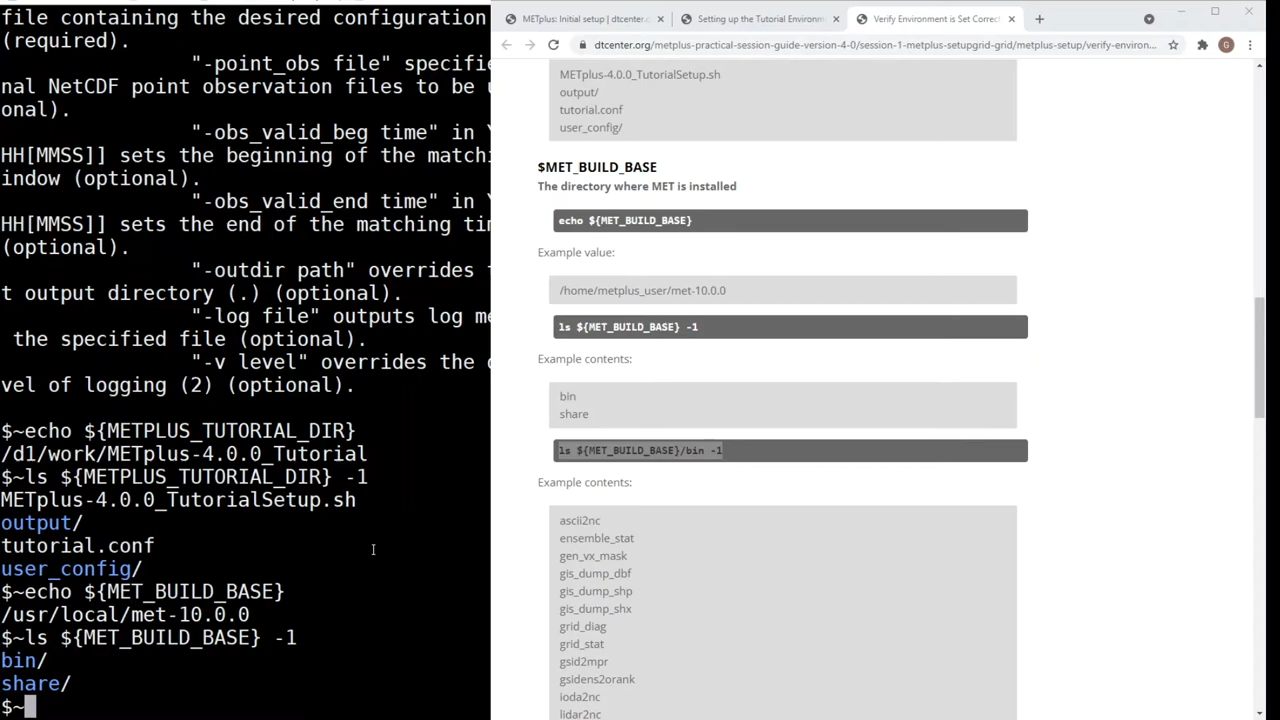 file containing the desired configuration
(required).
"-point_obs file" specifie
nal NetCDF point observation files to be u
onal).
"-obs_valid_beg time" in Y
HH[MMSS]] sets the beginning of the matchi
indow (optional).
"-obs_valid_end time" in Y
HH[MMSS]] sets the end of the matching tim
(optional).
"-outdir path" overrides t
t output directory (.) (optional).
"-log file" outputs log me
the specified file (optional).
"-v level" overrides the d
vel of logging (2) (optional).
$~echo ${METPLUS_TUTORIAL_DIR}
/d1/work/METplus-4.0.0_Tutorial
$~ls ${METPLUS_TUTORIAL_DIR} -1
METplus-4.0.0_TutorialSetup.sh
output/
tutorial.conf
user_config/
$~echo ${MET_BUILD_BASE}
/usr/local/met-10.0.0
$~ls ${MET_BUILD_BASE} -1
bin/
share/
$~
METplus: Initial setup | dtcenter.c
Setting up the Tutorial Environm
Verify Environment is Set Correct
dtcenter.org/metplus-practical-session-guide-version-4-0/session-1-metplus-setupgrid-grid/metplus-setup/verify-environ...
G
METplus-4.0.0_TutorialSetup.sh
output/
tutorial.conf
user_config/
$MET_BUILD_BASE
The directory where MET is installed
echo ${MET_BUILD_BASE}
Example value:
/home/metplus_user/met-10.0.0
ls ${MET_BUILD_BASE} -1
Example contents:
bin
share
ls ${MET_BUILD_BASE}/bin -1
Example contents:
ascii2nc
ensemble_stat
gen_vx_mask
gis_dump_dbf
gis_dump_shp
gis_dump_shx
grid_diag
grid_stat
gsid2mpr
gsidens2orank
ioda2nc
lidar2nc